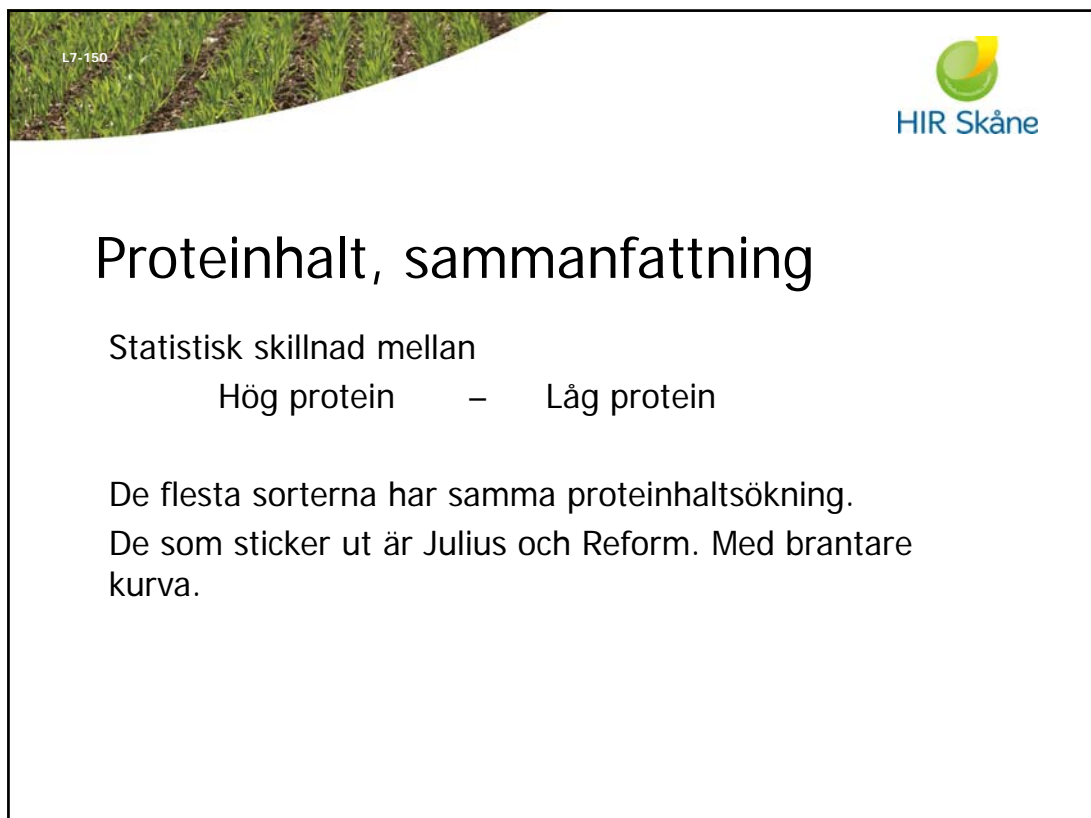 L7-150
HIR Skåne
Proteinhalt, sammanfattning
Statistisk skillnad mellan
Hög protein – Låg protein
De flesta sorterna har samma proteinhaltsökning.
De som sticker ut är Julius och Reform. Med brantare
kurva.